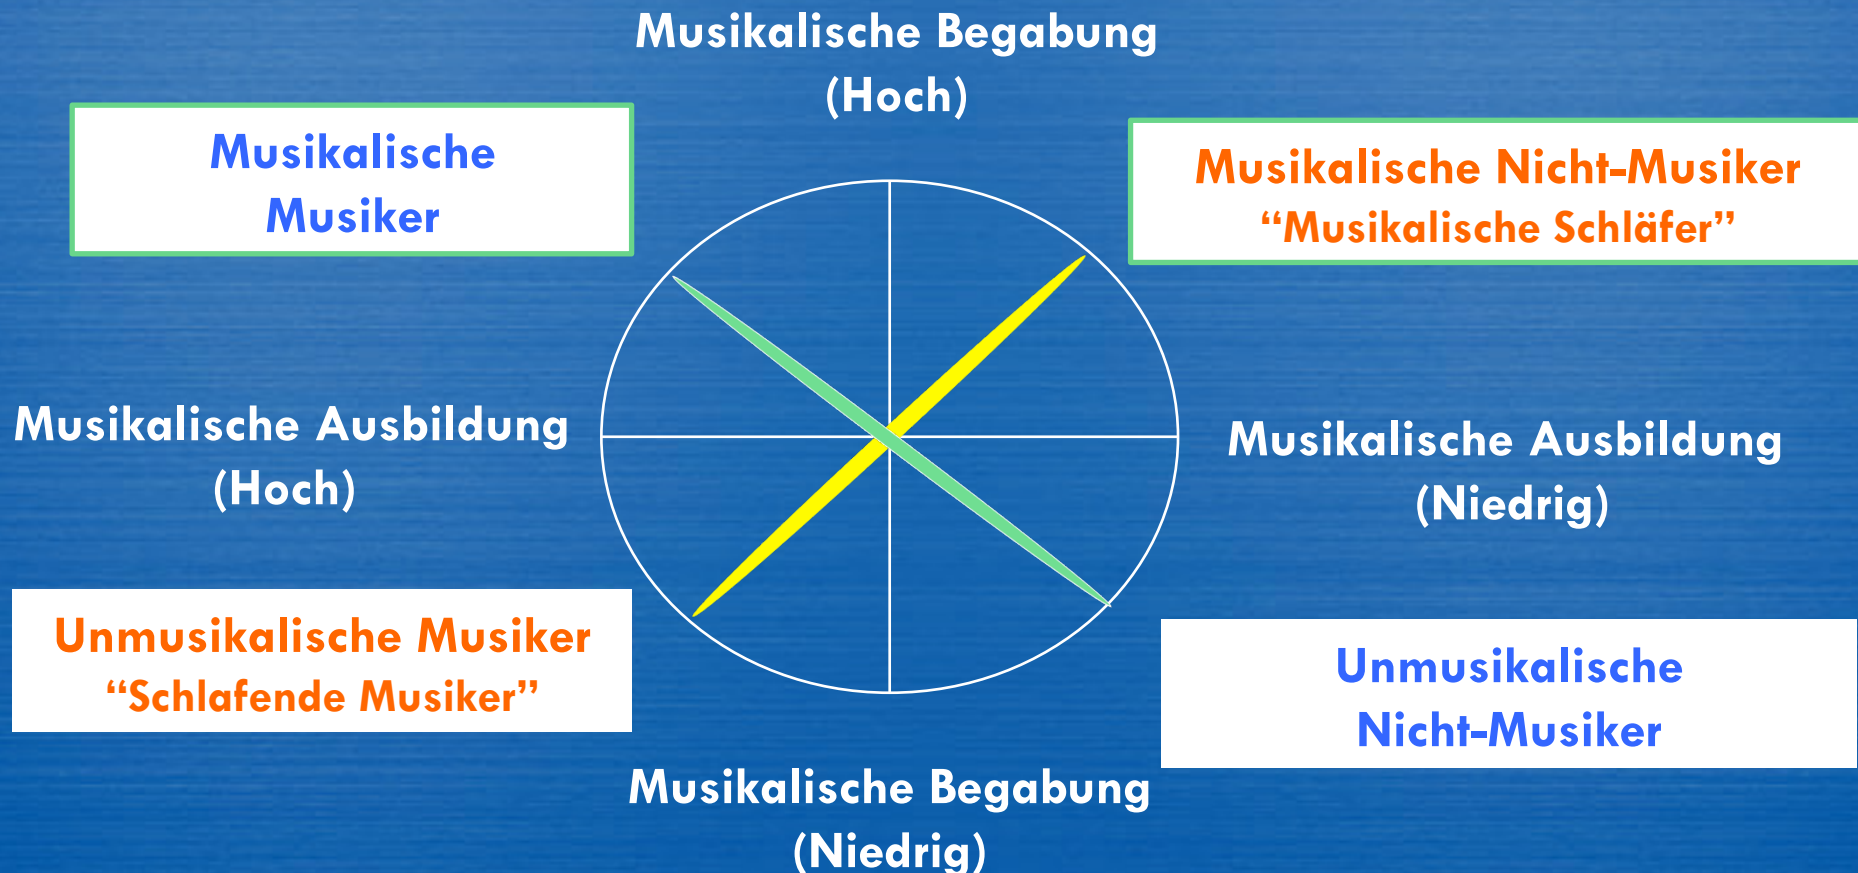 Musikalische Begabung
(Hoch)
Musikalische
Musiker
Musikalische Nicht-Musiker
“Musikalische Schläfer”
Musikalische Ausbildung
(Hoch)
Musikalische Ausbildung
(Niedrig)
Unmusikalische Musiker
“Schlafende Musiker”
Unmusikalische
Nicht-Musiker
Musikalische Begabung
(Niedrig)